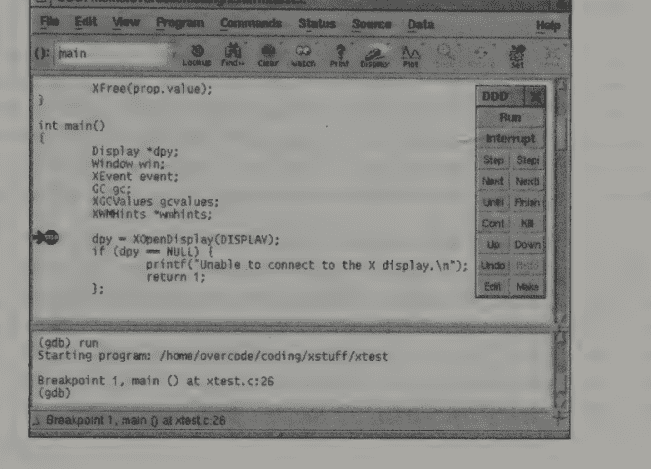 File Edit View Program Commands Status Source Data Help
(): main
Lookup Find>> Clear Watch Print Display Plot Set
XFree(prop.value);
}
int main()
{
Display *dpy;
Window win;
XEvent event;
GC gc;
XGCValues gcvalues;
XWMHints *wmhints;
dpy = XOpenDisplay(DISPLAY);
if (dpy == NULL) {
printf("Unable to connect to the X display.\n");
return 1;
};
DDD
Run
Interrupt
Step Stepi
Next Nexti
Until Finish
Cont Kill
Up Down
Undo Redo
Edit Make
(gdb) run
Starting program: /home/overcode/coding/xstuff/xtest
Breakpoint 1, main () at xtest.c:26
(gdb)
Breakpoint 1, main () at xtest.c:26